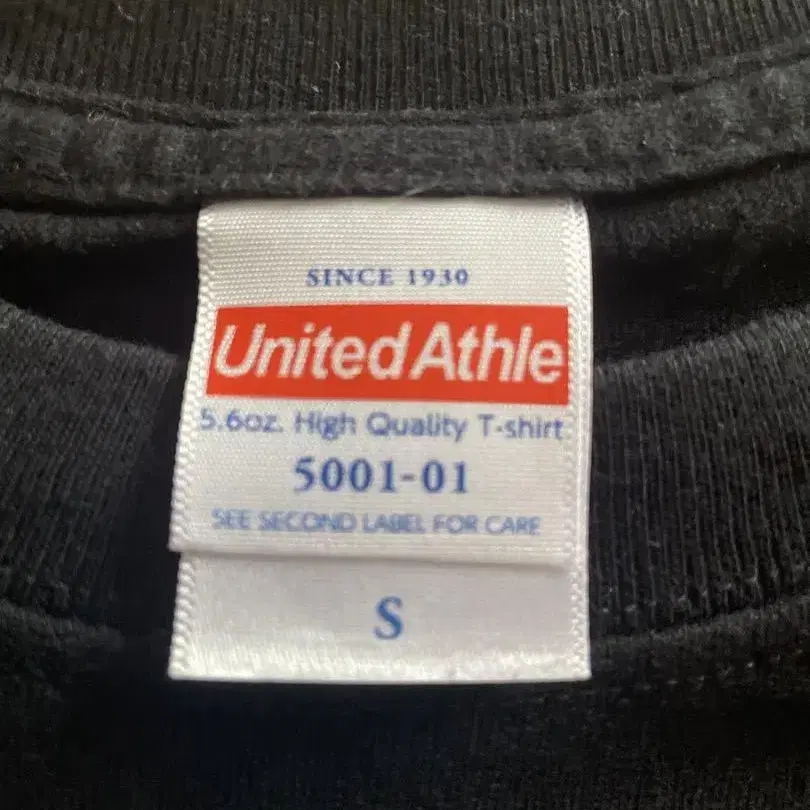 SINCE 1930
United Athle
5.6oz. High Quality T-shirt
5001-01
SEE SECOND LABEL FOR CARE
S